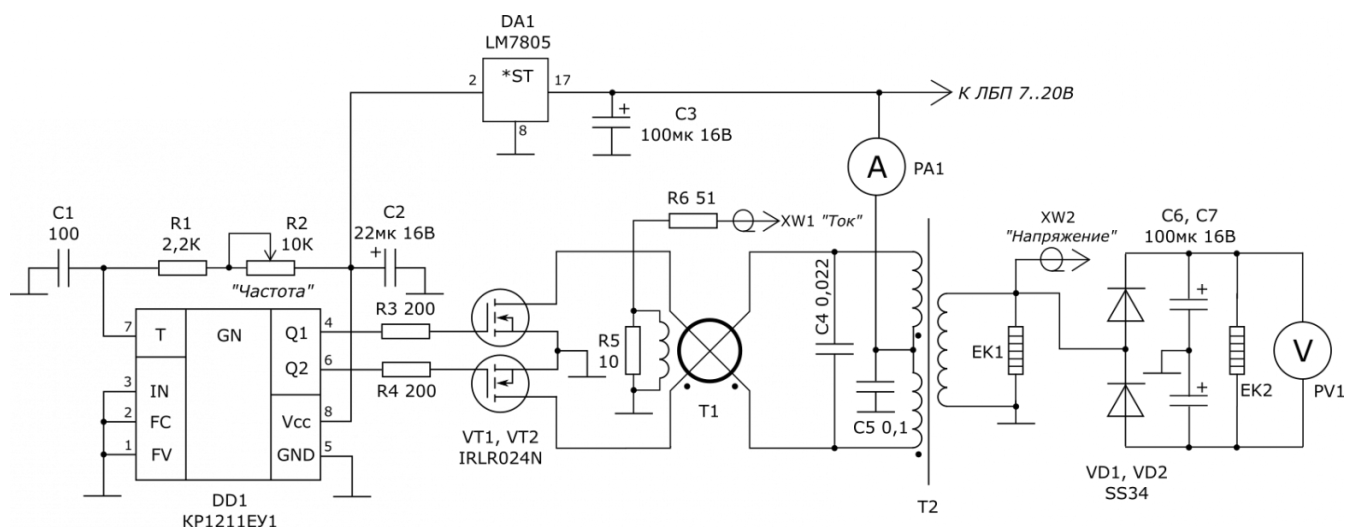 DA1
LM7805
2
*ST
17
8
К ЛБП 7..20В
+
C3
100мк 16В
A
PA1
R6 51
XW1 "Ток"
XW2
"Напряжение"
C6, C7
100мк 16В
C1
100
R1
2,2К
R2
10К
"Частота"
C2
22мк 16В
+
R3 200
R4 200
7
T
GN
Q1
4
Q2
6
3
IN
2
FC
1
FV
Vcc
8
GND
5
DD1
КР1211ЕУ1
VT1, VT2
IRLR024N
R5
10
T1
C4 0,022
C5 0,1
T2
EK1
+
+
EK2
V
PV1
VD1, VD2
SS34